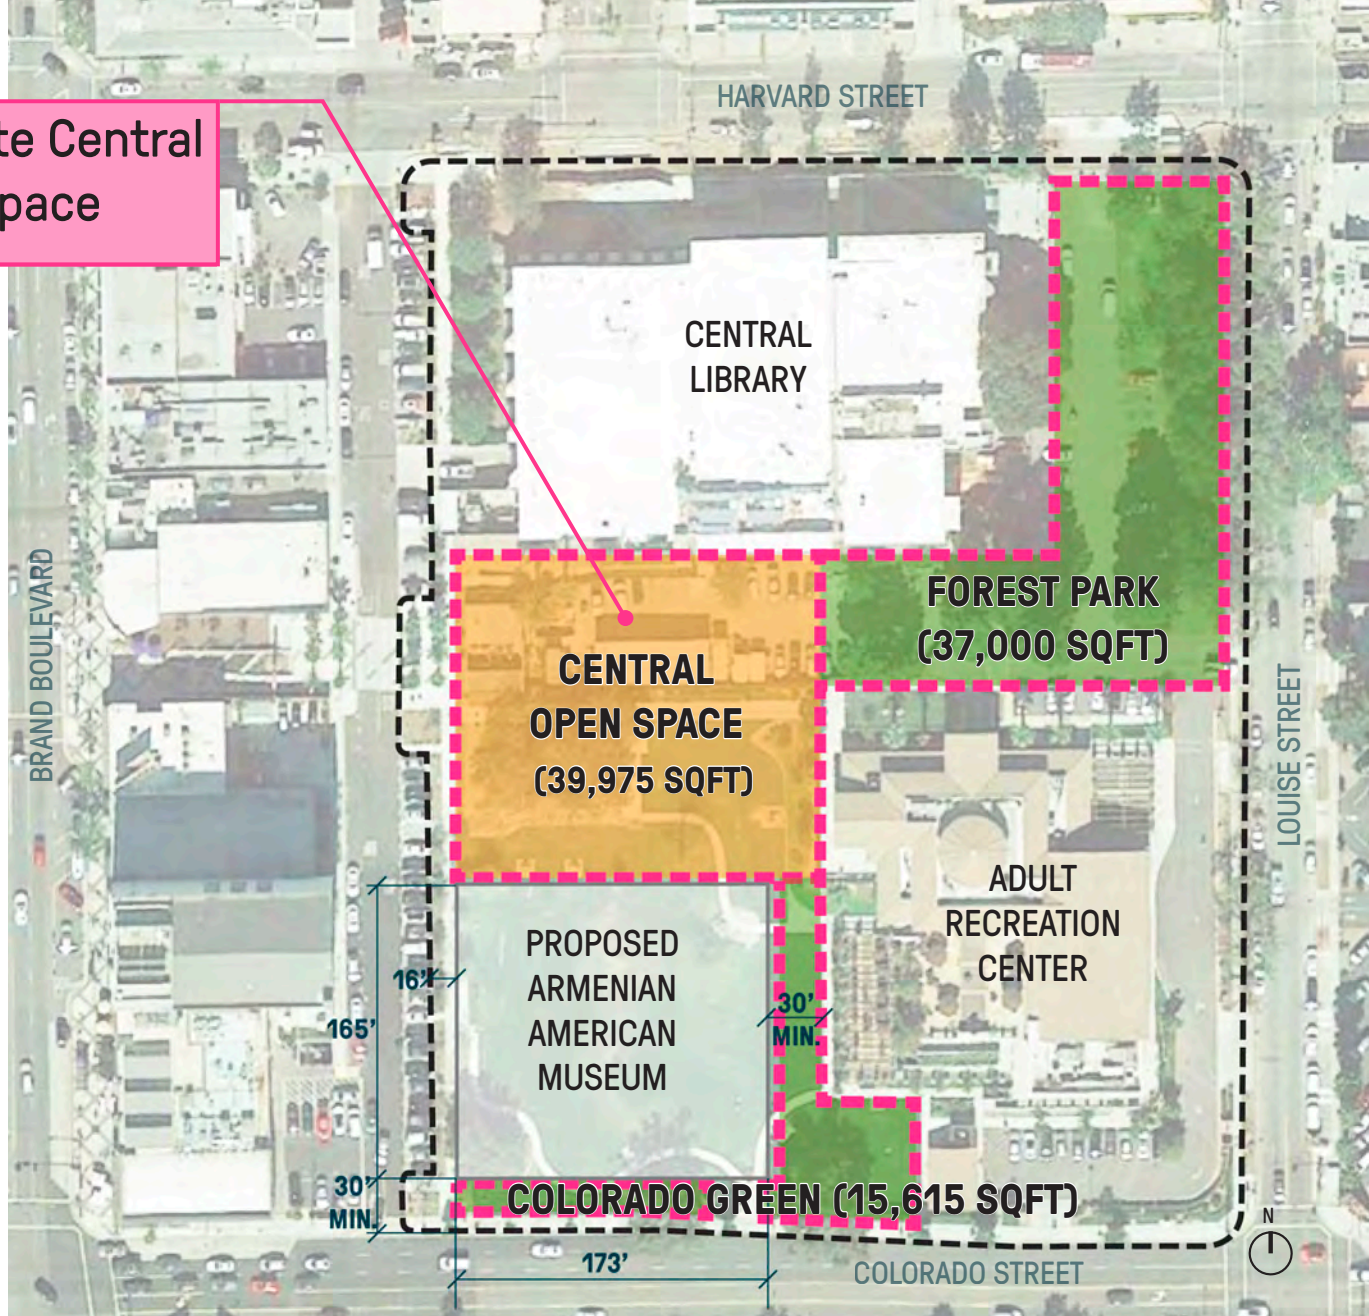 HARVARD STREET
te Central
pace
CENTRAL
LIBRARY
BRAND BOULEVARD
FOREST PARK
(37,000 SQFT)
CENTRAL
OPEN SPACE
(39,975 SQFT)
LOUISE STREET
ADULT
RECREATION
CENTER
PROPOSED
ARMENIAN
AMERICAN
MUSEUM
16'
165'
30'
MIN.
30'
MIN.
COLORADO GREEN (15,615 SQFT)
173'
COLORADO STREET
N